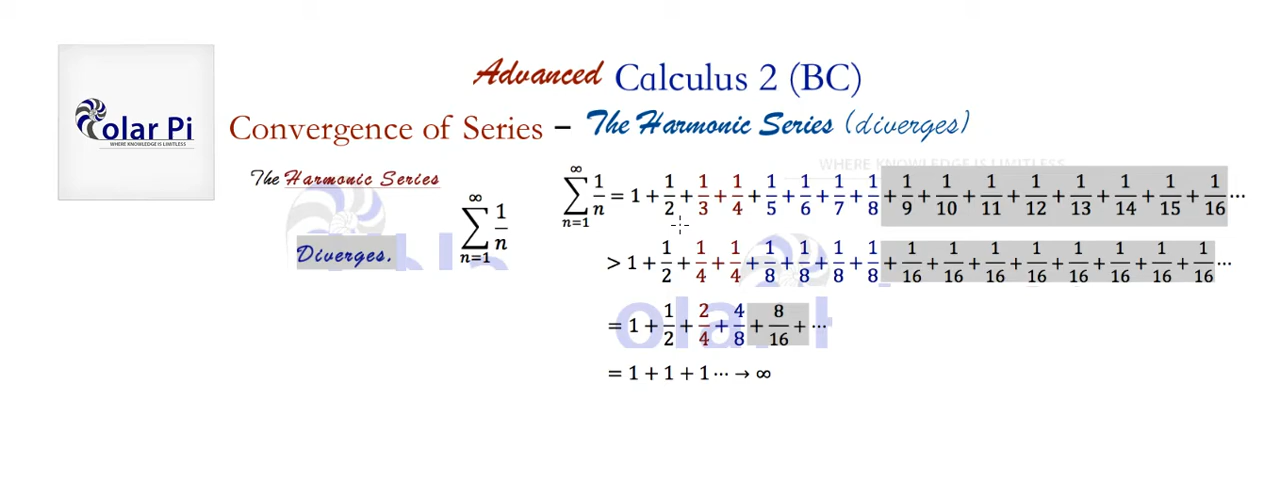 Advanced Calculus 2 (BC)
olar Pi
WHERE KNOWLEDGE IS LIMITLESS
Convergence of Series – The Harmonic Series (diverges)
WHERE KNOWLEDGE IS LIMITLESS
The Harmonic Series
Diverges.
∞ ∑ n=1 1/n
∞ ∑ n=1 1/n = 1 + 1/2 + 1/3 + 1/4 + 1/5 + 1/6 + 1/7 + 1/8 + 1/9 + 1/10 + 1/11 + 1/12 + 1/13 + 1/14 + 1/15 + 1/16 ⋯
> 1 + 1/2 + 1/4 + 1/4 + 1/8 + 1/8 + 1/8 + 1/8 + 1/16 + 1/16 + 1/16 + 1/16 + 1/16 + 1/16 + 1/16 + 1/16 ⋯
= 1 + 1/2 + 2/4 + 4/8 + 8/16 + ⋯
= 1 + 1 + 1 ⋯ → ∞